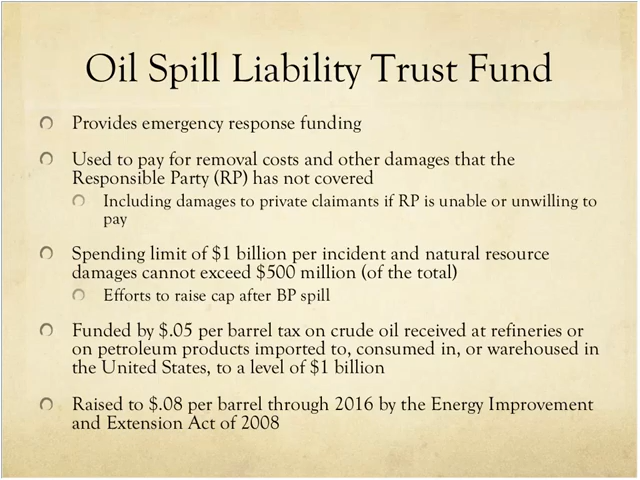 Oil Spill Liability Trust Fund
Provides emergency response funding
Used to pay for removal costs and other damages that the
Responsible Party (RP) has not covered
Including damages to private claimants if RP is unable or unwilling to
pay
Spending limit of $1 billion per incident and natural resource
damages cannot exceed $500 million (of the total)
Efforts to raise cap after BP spill
Funded by $.05 per barrel tax on crude oil received at refineries or
on petroleum products imported to, consumed in, or warehoused in
the United States, to a level of $1 billion
Raised to $.08 per barrel through 2016 by the Energy Improvement
and Extension Act of 2008